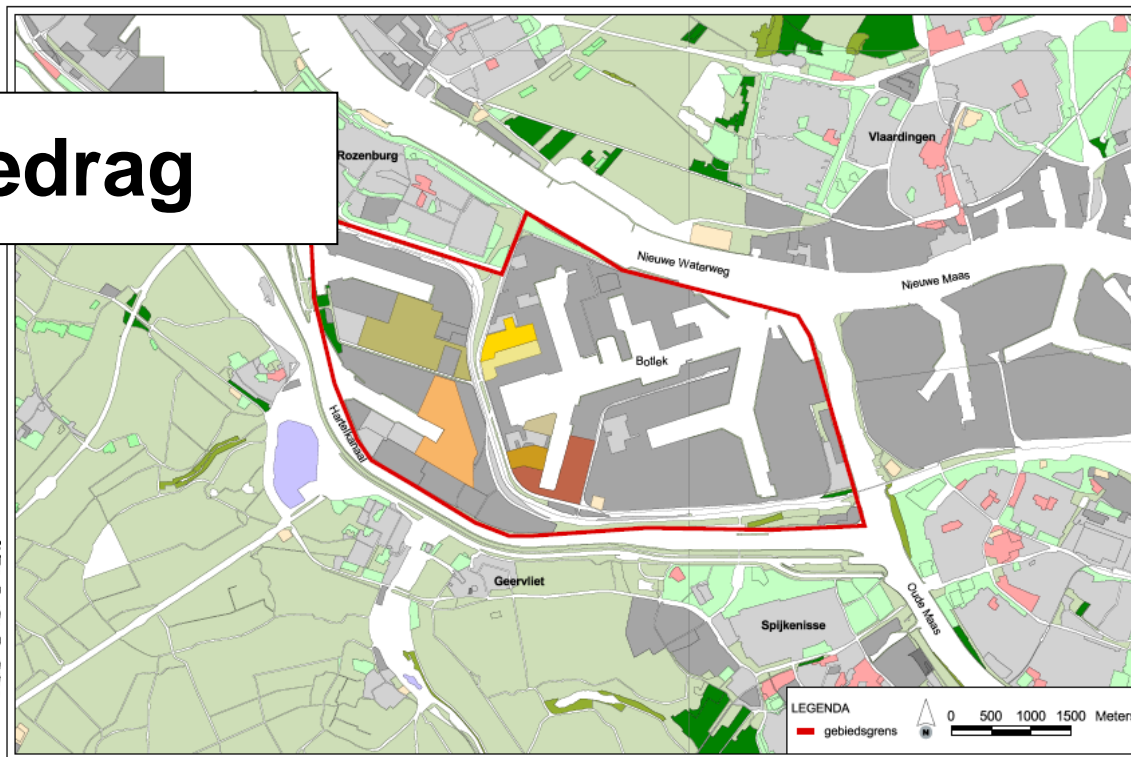 edrag
Rozenburg
Vlaardingen
Nieuwe Waterweg
Nieuwe Maas
Botlek
Hartelkanaal
Geervliet
Oude Maas
Spijkenisse
LEGENDA
gebiedsgrens
N
0 500 1000 1500 Meters